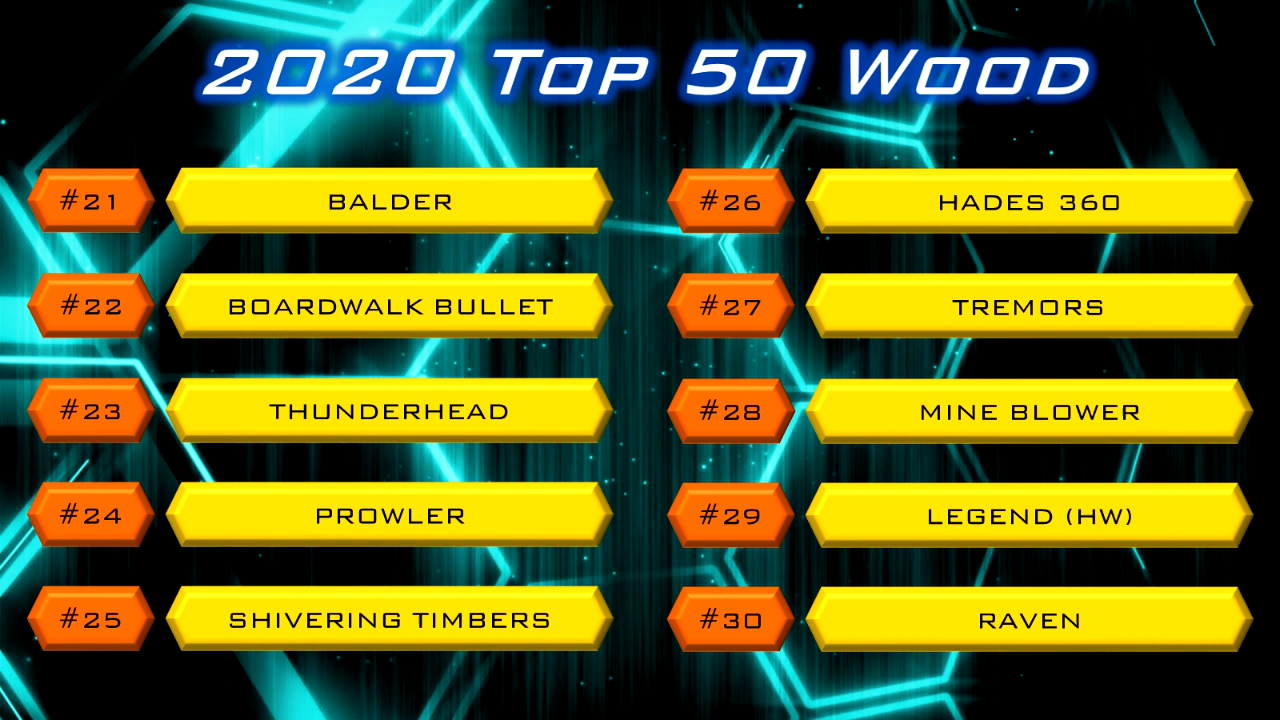 2020 Top 50 Wood
#21 BALDER
#22 BOARDWALK BULLET
#23 THUNDERHEAD
#24 PROWLER
#25 SHIVERING TIMBERS
#26 HADES 360
#27 TREMORS
#28 MINE BLOWER
#29 LEGEND (HW)
#30 RAVEN